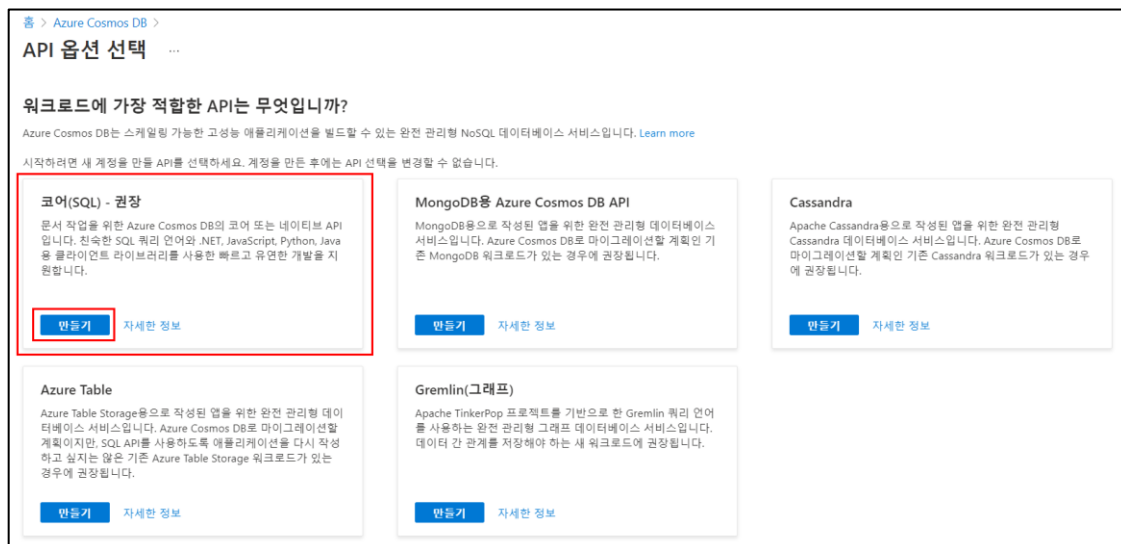 홈 > Azure Cosmos DB >
API 옵션 선택 ...
워크로드에 가장 적합한 API는 무엇입니까?
Azure Cosmos DB는 스케일링 가능한 고성능 애플리케이션을 빌드할 수 있는 완전 관리형 NoSQL 데이터베이스 서비스입니다. Learn more
시작하려면 새 계정을 만들 API를 선택하세요. 계정을 만든 후에는 API 선택을 변경할 수 없습니다.
코어(SQL) - 권장
문서 작업을 위한 Azure Cosmos DB의 코어 또는 네이티브 API
입니다. 친숙한 SQL 쿼리 언어와 .NET, JavaScript, Python, Java
용 클라이언트 라이브러리를 사용한 빠르고 유연한 개발을 지
원합니다.
만들기 자세한 정보
MongoDB용 Azure Cosmos DB API
MongoDB용으로 작성된 앱을 위한 완전 관리형 데이터베이스
서비스입니다. Azure Cosmos DB로 마이그레이션할 계획인 기
존 MongoDB 워크로드가 있는 경우에 권장됩니다.
만들기 자세한 정보
Cassandra
Apache Cassandra용으로 작성된 앱을 위한 완전 관리형
Cassandra 데이터베이스 서비스입니다. Azure Cosmos DB로
마이그레이션할 계획인 기존 Cassandra 워크로드가 있는 경우
에 권장됩니다.
만들기 자세한 정보
Azure Table
Azure Table Storage용으로 작성된 앱을 위한 완전 관리형 데이
터베이스 서비스입니다. Azure Cosmos DB로 마이그레이션할
계획이지만, SQL API를 사용하도록 애플리케이션을 다시 작성
하고 싶지는 않은 기존 Azure Table Storage 워크로드가 있는
경우에 권장됩니다.
만들기 자세한 정보
Gremlin(그래프)
Apache TinkerPop 프로젝트를 기반으로 한 Gremlin 쿼리 언어
를 사용하는 완전 관리형 그래프 데이터베이스 서비스입니다.
데이터 간 관계를 저장해야 하는 새 워크로드에 권장됩니다.
만들기 자세한 정보